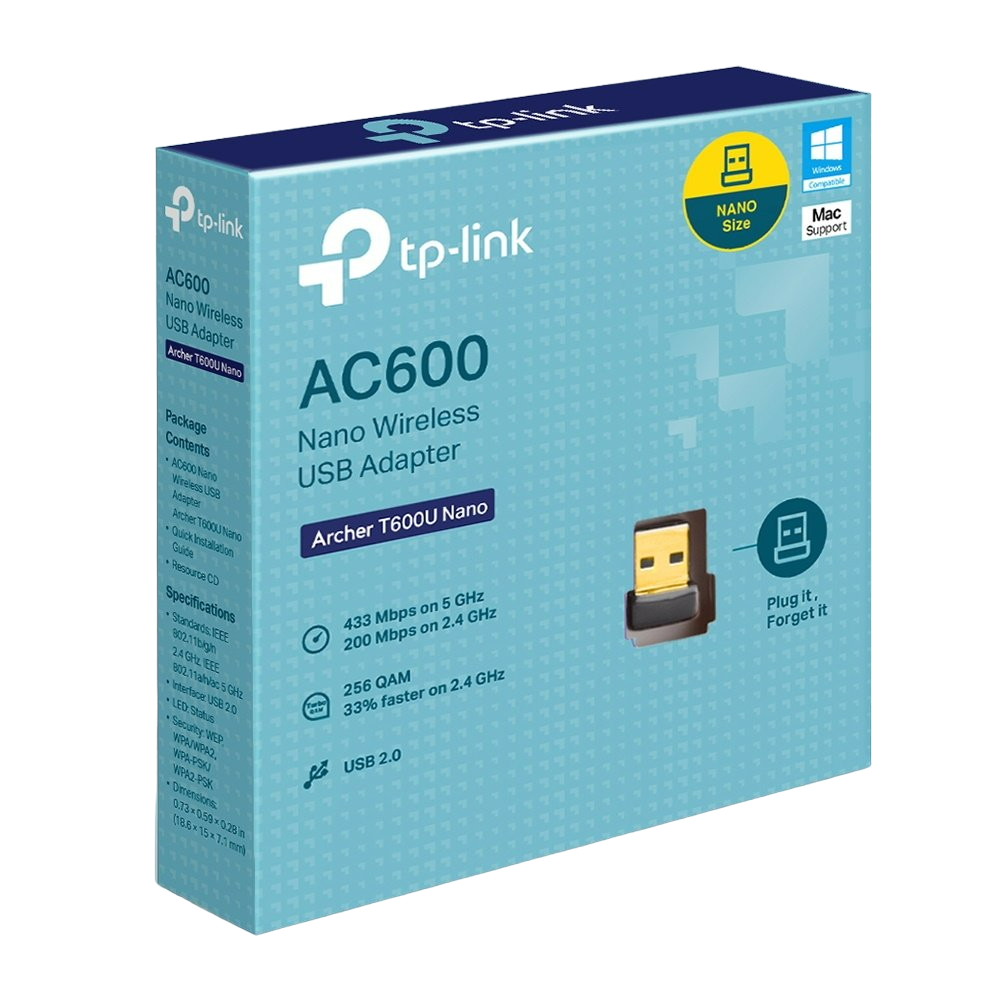 tp-link
tp-link
AC600
Nano Wireless
USB Adapter
Archer T600U Nano
Package
Contents
• AC600 Nano
Wireless USB
Adapter
Archer T600U Nano
• Quick Installation
Guide
• Resource CD
Specifications
• Standards: IEEE
802.11b/g/n
2.4 GHz, IEEE
802.11a/n/ac 5 GHz
• Interface: USB 2.0
• LED: Status
• Security: WEP,
WPA/WPA2,
WPA-PSK/
WPA2-PSK
• Dimensions:
0.73 × 0.59 × 0.28 in
(18.6 × 15 × 7.1 mm)
tp-link
NANO
Size
Windows
Compatible
Mac
Support
AC600
Nano Wireless
USB Adapter
Archer T600U Nano
433 Mbps on 5 GHz
200 Mbps on 2.4 GHz
Turbo
QAM
256 QAM
33% faster on 2.4 GHz
USB 2.0
Plug it,
Forget it